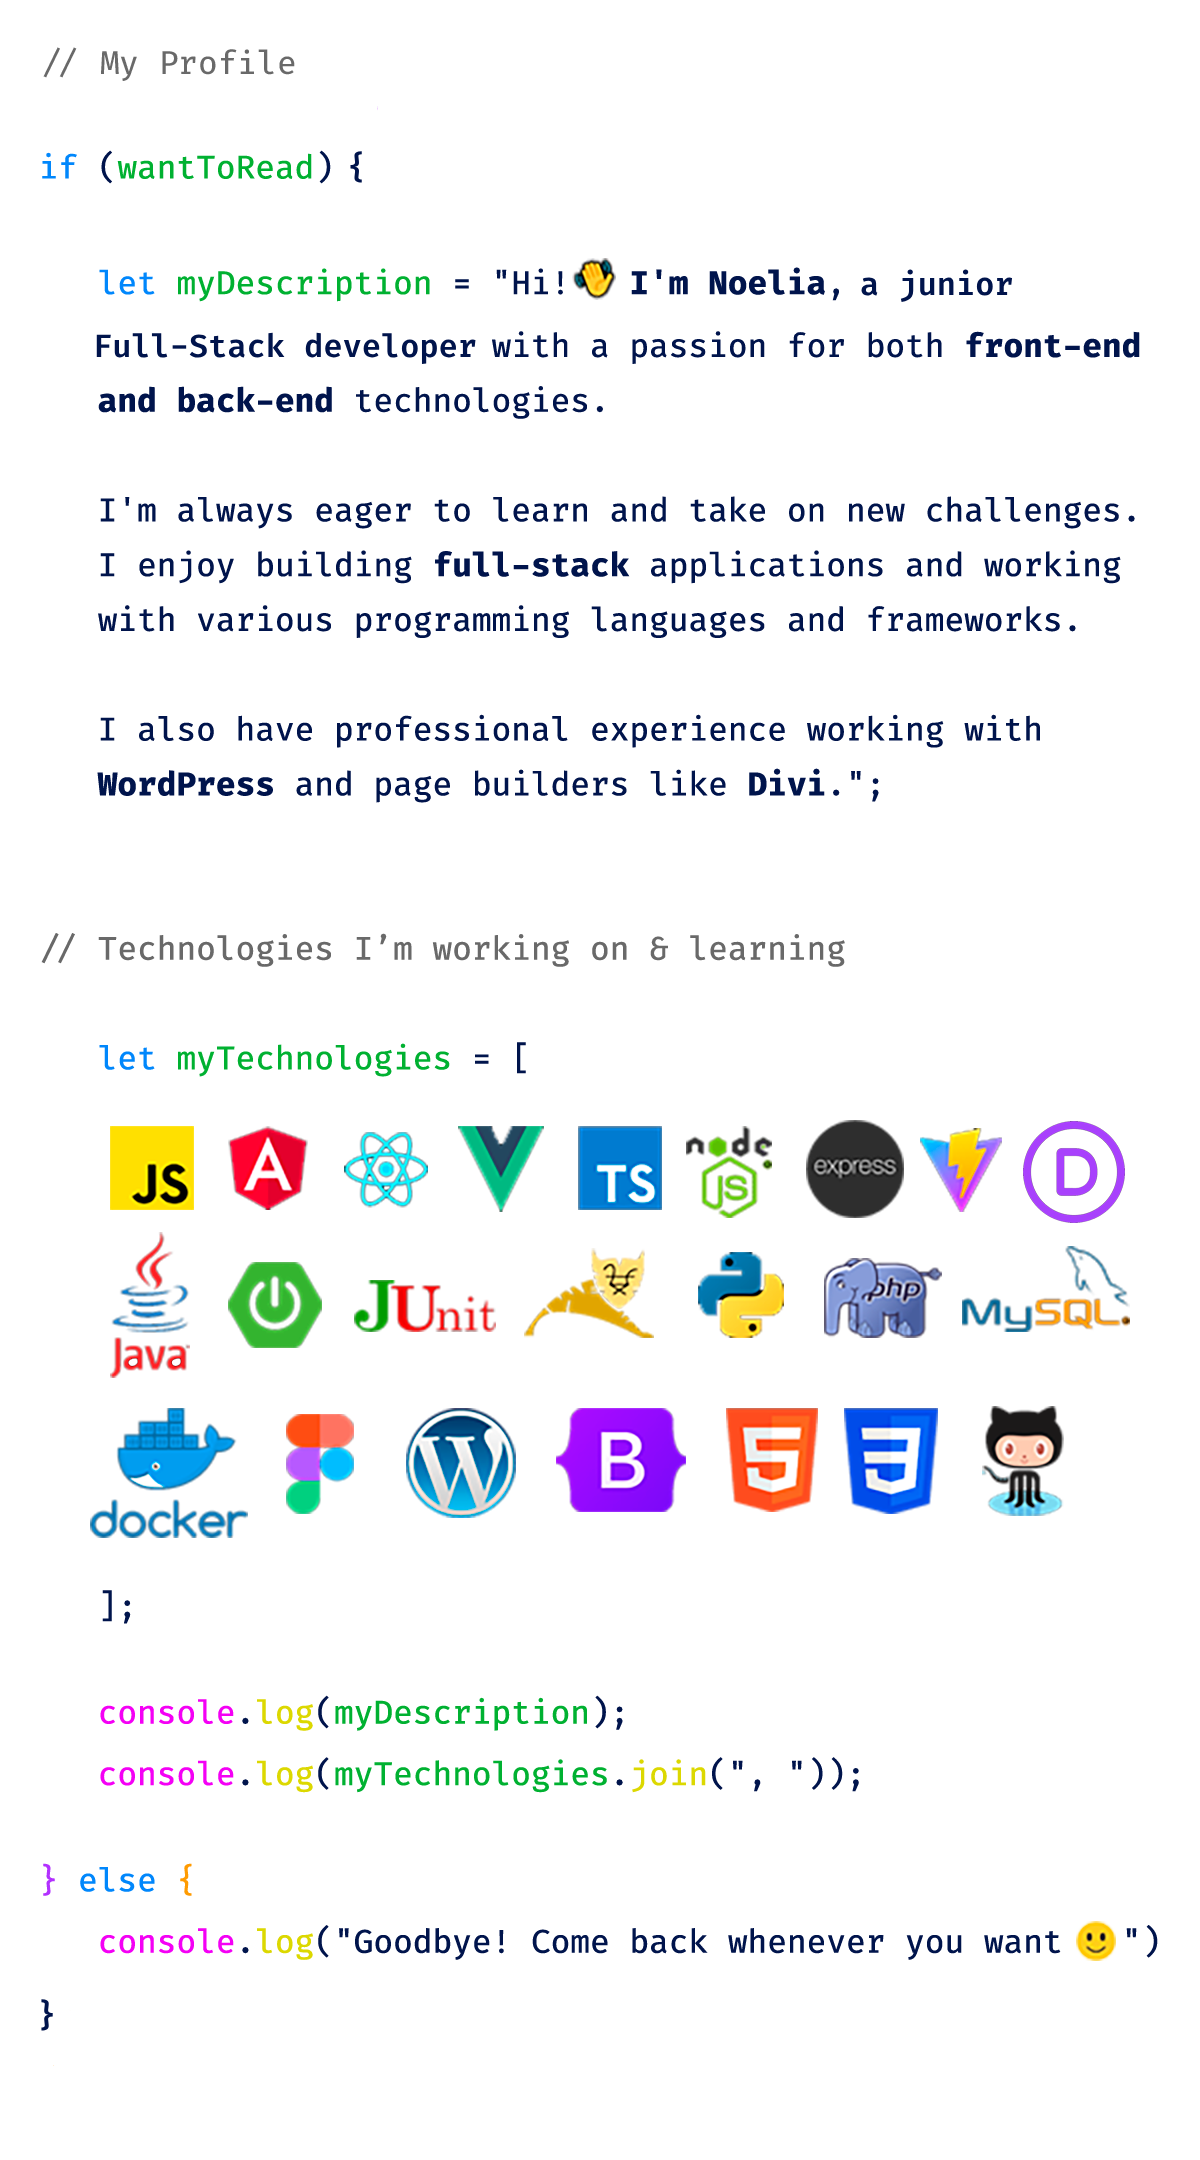 // My Profile
if (wantToRead) {
let myDescription = "Hi!👋 I'm Noelia, a junior
Full-Stack developer with a passion for both front-end
and back-end technologies.
I'm always eager to learn and take on new challenges.
I enjoy building full-stack applications and working
with various programming languages and frameworks.
I also have professional experience working with
WordPress and page builders like Divi.";
// Technologies I’m working on & learning
let myTechnologies = [
JS A TS node JS express D
Java JUnit php MySQL
docker W B 5 3
];
console.log(myDescription);
console.log(myTechnologies.join(", "));
} else {
console.log("Goodbye! Come back whenever you want 🙂")
}